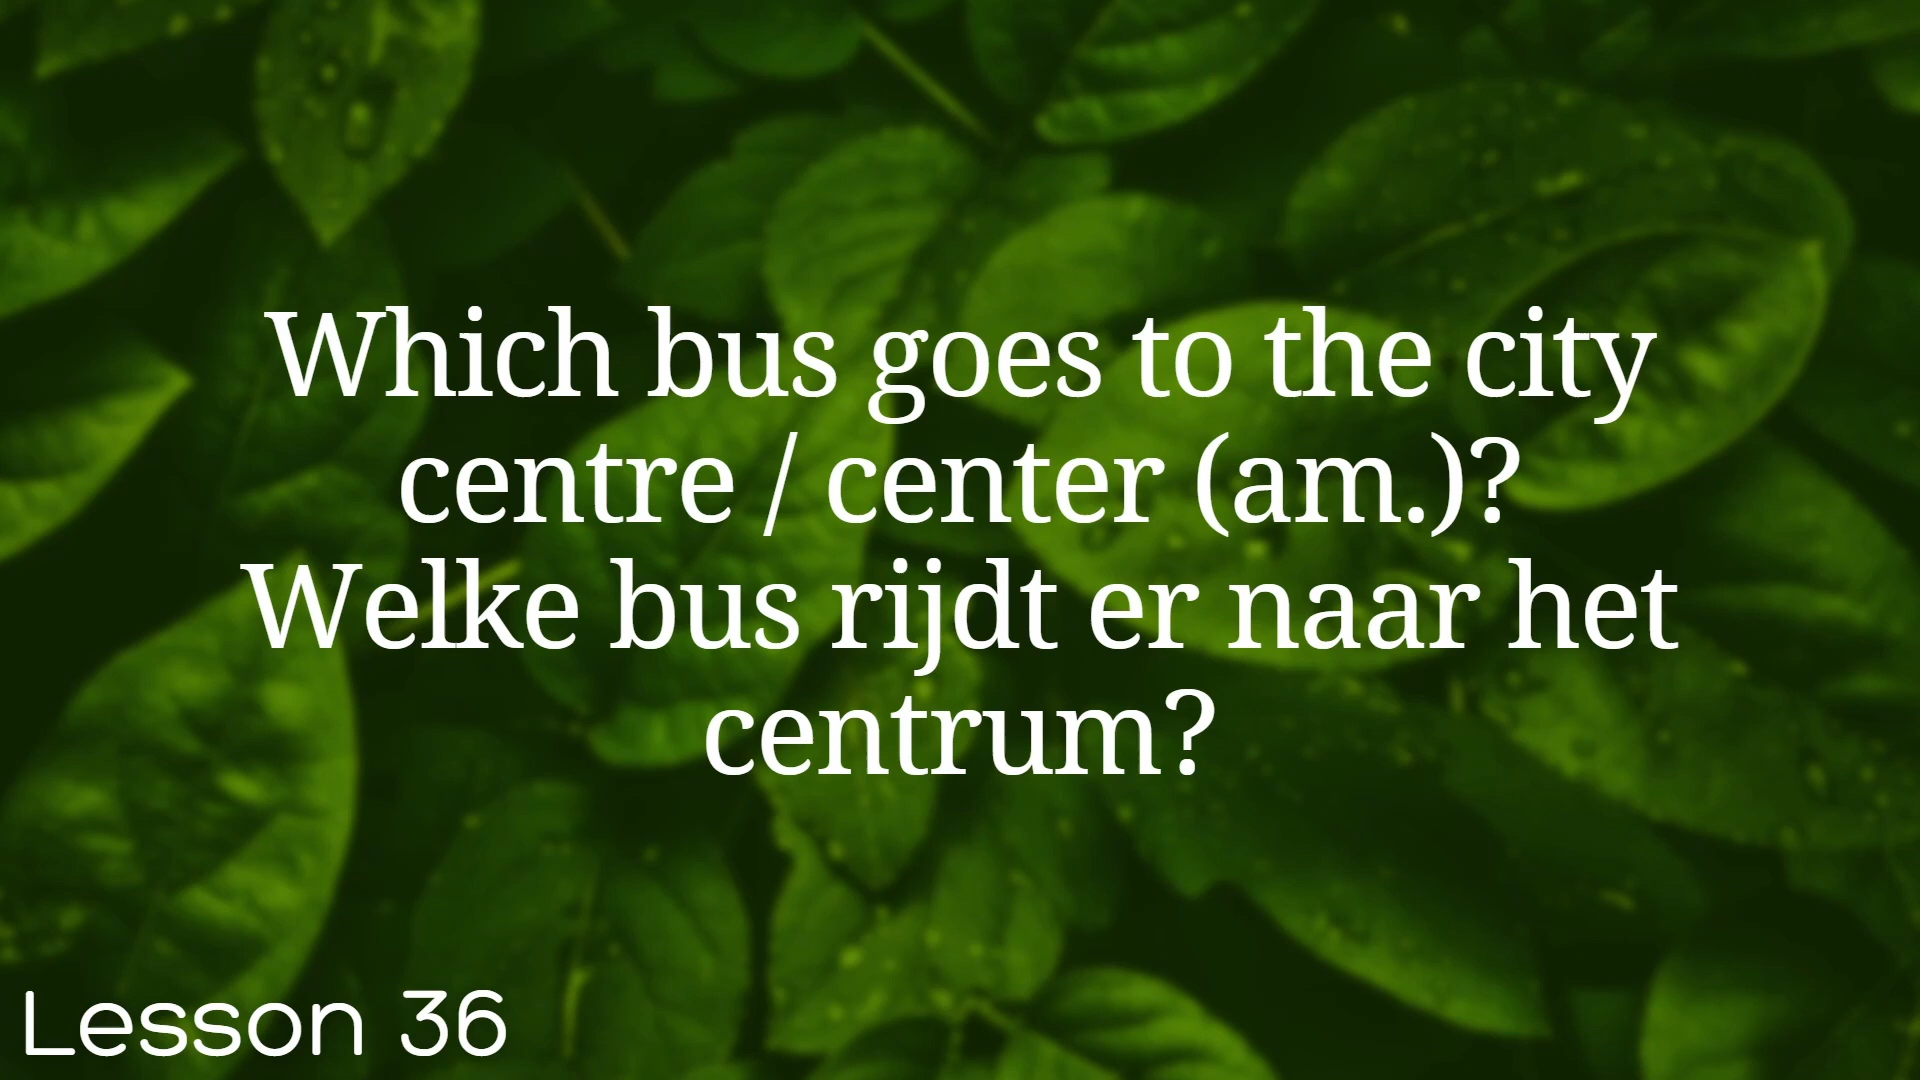 Which bus goes to the city
centre / center (am.)?
Welke bus rijdt er naar het
centrum?
Lesson 36